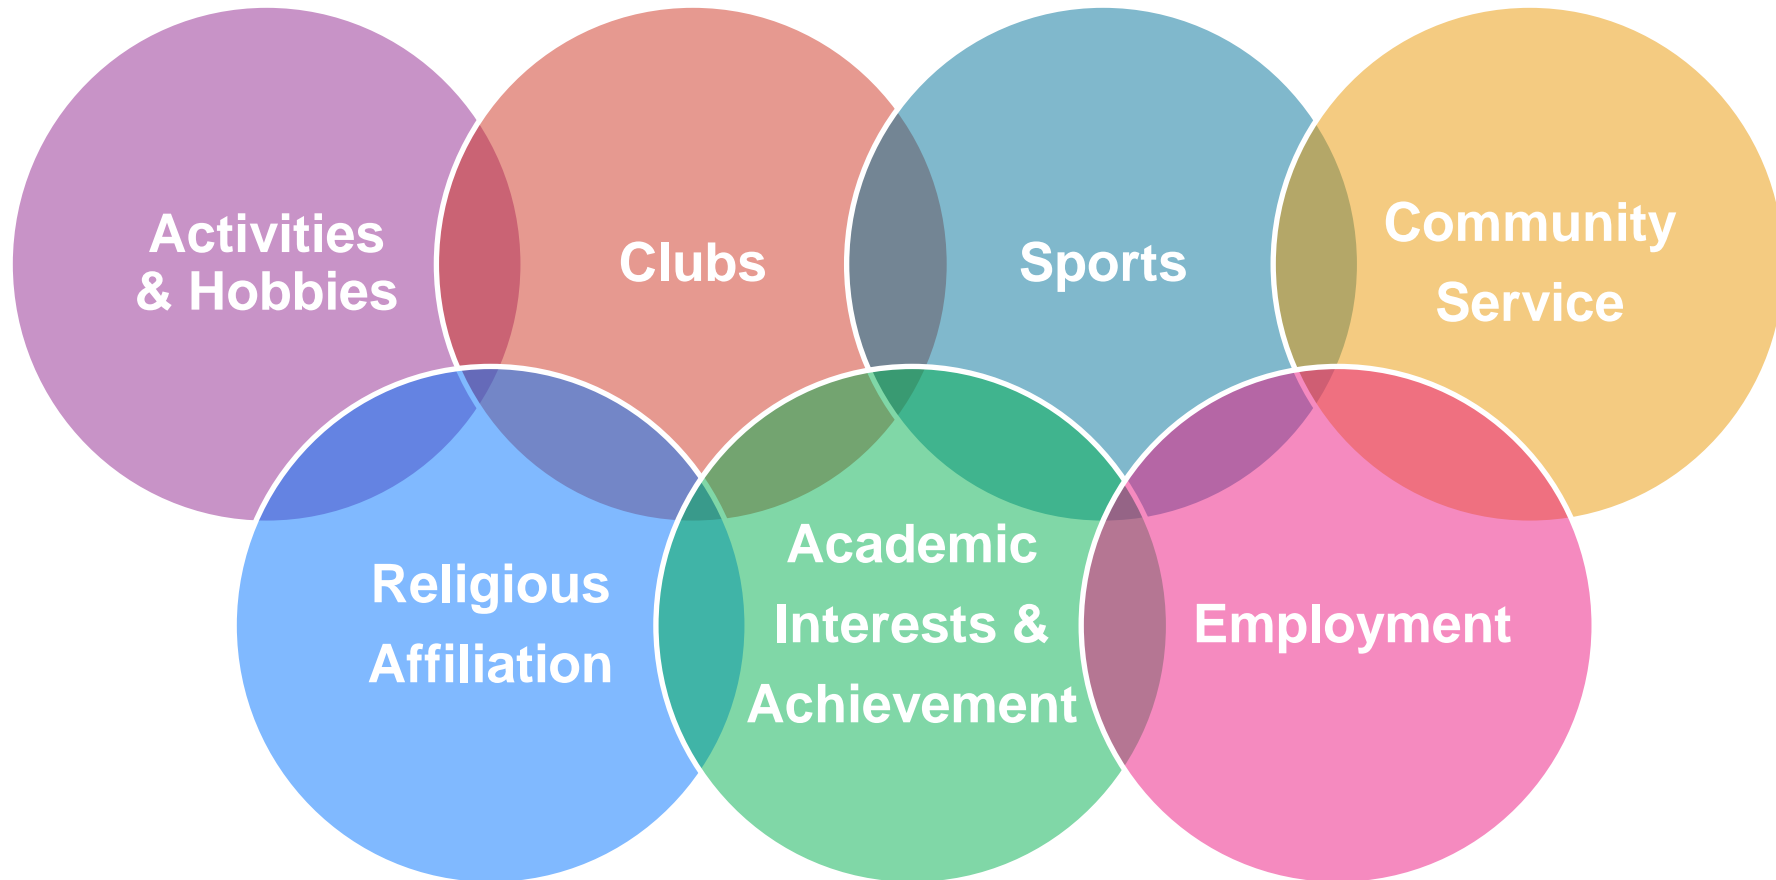 Activities
& Hobbies
Clubs
Sports
Community
Service
Religious
Affiliation
Academic
Interests &
Achievement
Employment